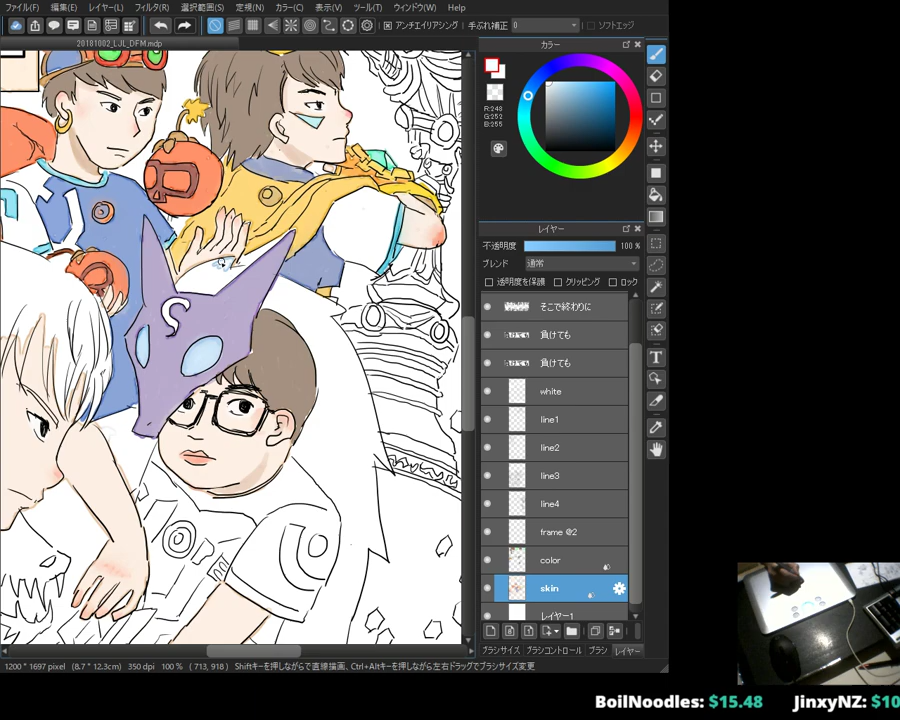 ファイル(F) 編集(E) レイヤー(L) フィルタ(R) 選択範囲(S) 定規(N) カラー(C) 表示(V) ツール(T) ウィンドウ(W) Help
アンチエイリアシング 手ぶれ補正 0 ソフトエッジ
20181002_LJL_DFM.mdp
カラー
R:248
G:252
B:255
レイヤー
不透明度 100 %
ブレンド 通常
透明度を保護 クリッピング ロック
そこで終わりに
負けても
負けても
white
line1
line2
line3
line4
frame @2
color
skin
レイヤー1
ブラシサイズ ブラシコントロール ブラシ レイヤー
1200 * 1697 pixel (8.7 * 12.3cm) 350 dpi 100 % ( 713, 918 ) Shiftキーを押しながらで直線描画、Ctrl+Altキーを押しながら左右ドラッグでブラシサイズ変更
BoilNoodles: $15.48 JinxyNZ: $10